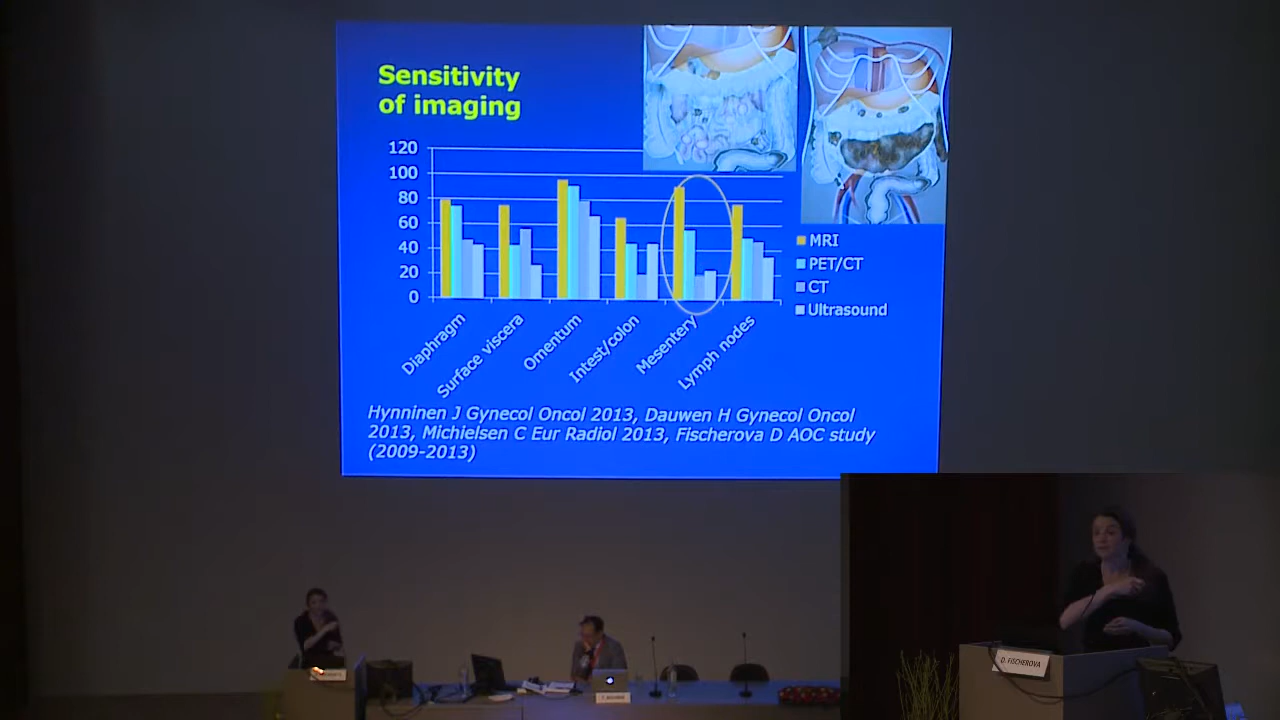 Sensitivity
of imaging
120
100
80
60
40
20
0
Diaphragm
Surface viscera
Omentum
Intest/colon
Mesentery
Lymph nodes
MRI
PET/CT
CT
Ultrasound
Hynninen J Gynecol Oncol 2013, Dauwen H Gynecol Oncol
2013, Michielsen C Eur Radiol 2013, Fischerova D AOC study
(2009-2013)
D. FISCHEROVA